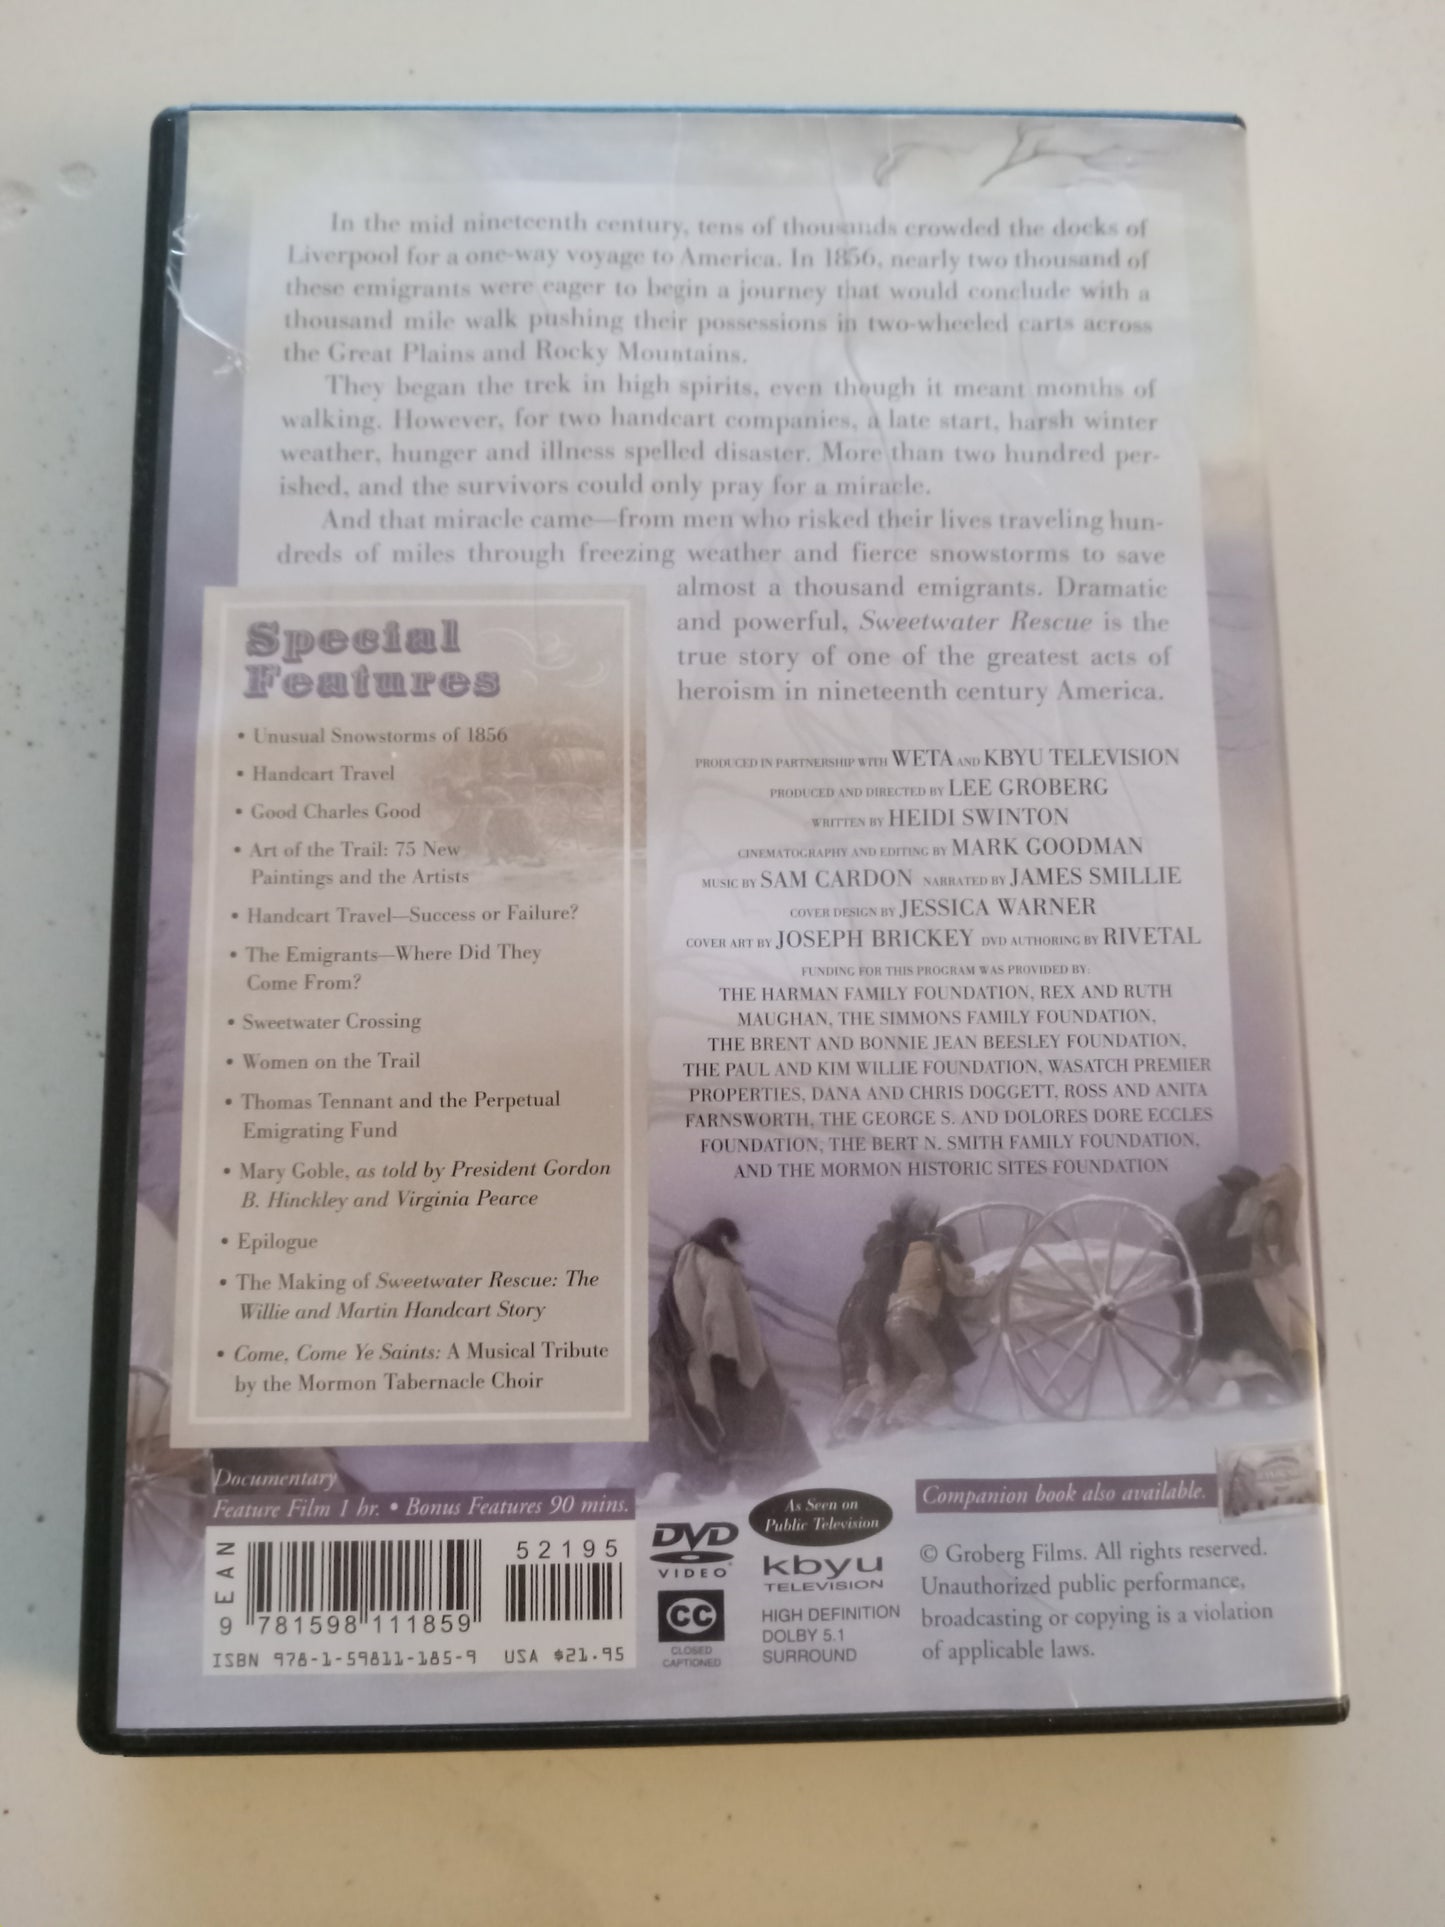 In the mid nineteenth century, tens of thousands crowded the docks of
Liverpool for a one-way voyage to America. In 1856, nearly two thousand of
these emigrants were eager to begin a journey that would conclude with a
thousand mile walk pushing their possessions in two-wheeled carts across
the Great Plains and Rocky Mountains.
They began the trek in high spirits, even though it meant months of
walking. However, for two handcart companies, a late start, harsh winter
weather, hunger and illness spelled disaster. More than two hundred per-
ished, and the survivors could only pray for a miracle.
And that miracle came—from men who risked their lives traveling hun-
dreds of miles through freezing weather and fierce snowstorms to save
almost a thousand emigrants. Dramatic
and powerful, Sweetwater Rescue is the
true story of one of the greatest acts of
heroism in nineteenth century America.
Special
Features
• Unusual Snowstorms of 1856
• Handcart Travel
• Good Charles Good
• Art of the Trail: 75 New
Paintings and the Artists
• Handcart Travel—Success or Failure?
• The Emigrants—Where Did They
Come From?
• Sweetwater Crossing
• Women on the Trail
• Thomas Tennant and the Perpetual
Emigrating Fund
• Mary Goble, as told by President Gordon
B. Hinckley and Virginia Pearce
• Epilogue
• The Making of Sweetwater Rescue: The
Willie and Martin Handcart Story
• Come, Come Ye Saints: A Musical Tribute
by the Mormon Tabernacle Choir
PRODUCED IN PARTNERSHIP WITH WETA AND KBYU TELEVISION
PRODUCED AND DIRECTED BY LEE GROBERG
WRITTEN BY HEIDI SWINTON
CINEMATOGRAPHY AND EDITING BY MARK GOODMAN
MUSIC BY SAM CARDON NARRATED BY JAMES SMILLIE
COVER DESIGN BY JESSICA WARNER
COVER ART BY JOSEPH BRICKEY DVD AUTHORING BY RIVETAL
FUNDING FOR THIS PROGRAM WAS PROVIDED BY:
THE HARMAN FAMILY FOUNDATION, REX AND RUTH
MAUGHAN, THE SIMMONS FAMILY FOUNDATION,
THE BRENT AND BONNIE JEAN BEESLEY FOUNDATION,
THE PAUL AND KIM WILLIE FOUNDATION, WASATCH PREMIER
PROPERTIES, DANA AND CHRIS DOGGETT, ROSS AND ANITA
FARNSWORTH, THE GEORGE S. AND DOLORES DORE ECCLES
FOUNDATION, THE BERT N. SMITH FAMILY FOUNDATION,
AND THE MORMON HISTORIC SITES FOUNDATION
Documentary
Feature Film 1 hr. • Bonus Features 90 mins.
EAN
52195
9 781598 111859
ISBN 978-1-59811-185-9 USA $21.95
DVD
VIDEO
CC
CLOSED
CAPTIONED
As Seen on
Public Television
kbyu
TELEVISION
HIGH DEFINITION
DOLBY 5.1
SURROUND
Companion book also available.
© Groberg Films. All rights reserved.
Unauthorized public performance,
broadcasting or copying is a violation
of applicable laws.